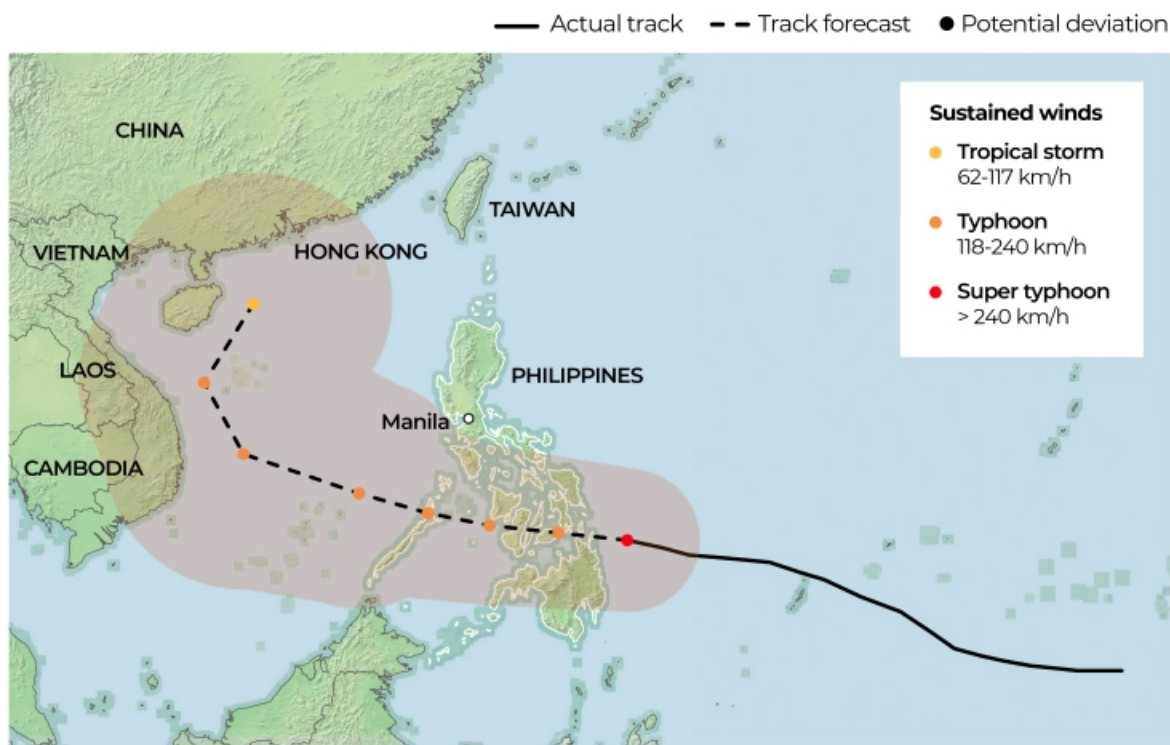 Actual track
Track forecast
Potential deviation
Sustained winds
Tropical storm
62-117 km/h
Typhoon
118-240 km/h
Super typhoon
> 240 km/h
CHINA
TAIWAN
VIETNAM
HONG KONG
LAOS
PHILIPPINES
Manila
CAMBODIA